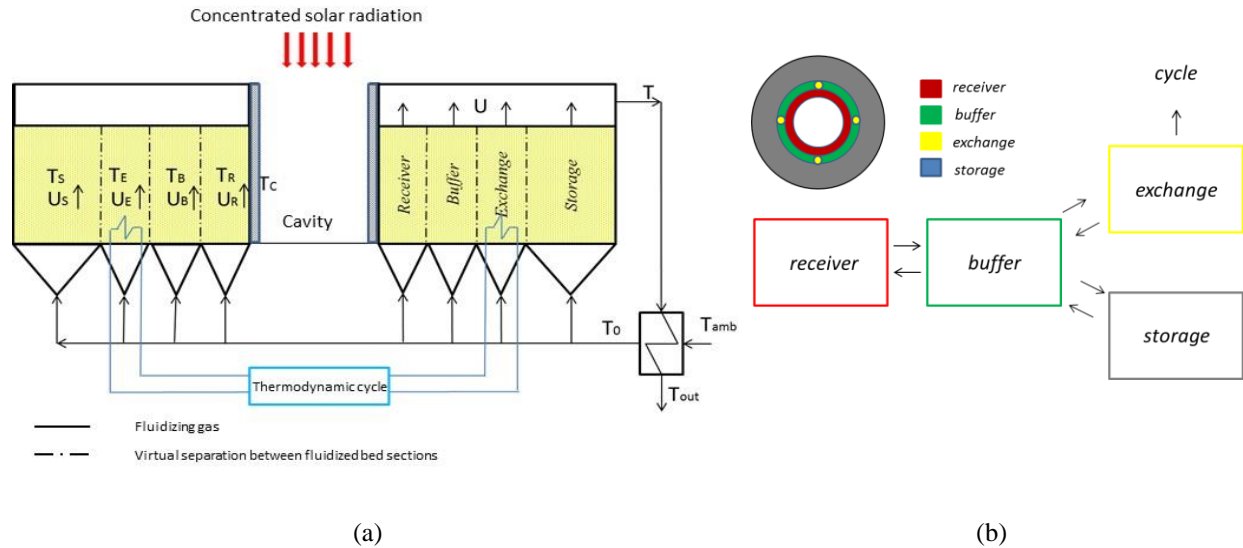 Concentrated solar radiation
T
U
TS
TE
TB
TR
TC
US
UE
UB
UR
Receiver
Buffer
Exchange
Storage
Cavity
T0
Tamb
Thermodynamic cycle
Tout
Fluidizing gas
Virtual separation between fluidized bed sections
(a)
receiver
buffer
exchange
storage
cycle
exchange
receiver
buffer
storage
(b)